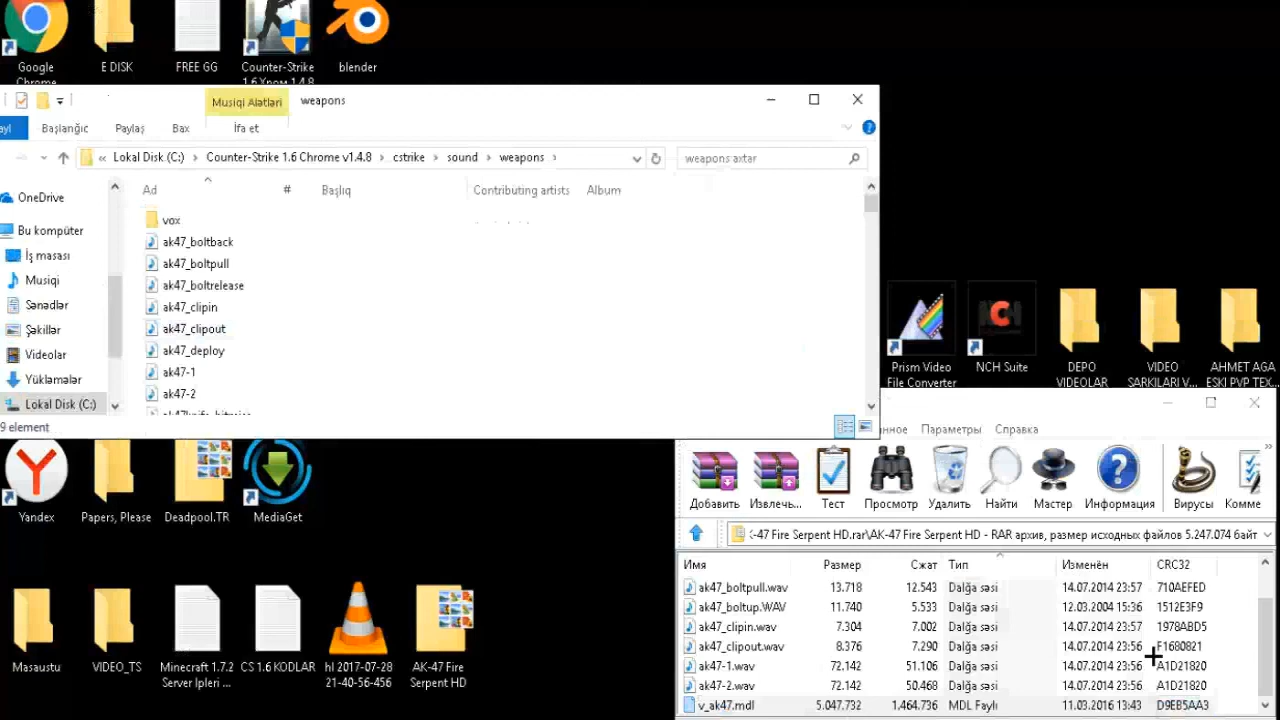 Google
Chrome
E DISK
FREE GG
Counter-Strike
1.6 Xром 1.4.8
blender
Musiqi Alətləri
weapons
ayl
Başlanğıc
Paylaş
Bax
İfa et
« Lokal Disk (C:) › Counter-Strike 1.6 Chrome v1.4.8 › cstrike › sound › weapons ›
weapons axtar
Ad
#
Başlıq
Contributing artists
Album
OneDrive
Bu kompüter
İş masası
Musiqi
Sənədlər
Şəkillər
Videolar
Yükləmələr
Lokal Disk (C:)
vox
ak47_boltback
ak47_boltpull
ak47_boltrelease
ak47_clipin
ak47_clipout
ak47_deploy
ak47-1
ak47-2
9 element
Prism Video
File Converter
NCH Suite
DEPO
VIDEOLAR
VIDEO
SARKILARI V...
AHMET AGA
ESKI PVP TEX...
нное
Параметры
Справка
Добавить
Извлечь...
Тест
Просмотр
Удалить
Найти
Мастер
Информация
Вирусы
Комме
K-47 Fire Serpent HD.rar\AK-47 Fire Serpent HD - RAR архив, размер исходных файлов 5.247.074 байт
Имя Размер Сжат Тип Изменён CRC32
ak47_boltpull.wav 13.718 12.543 Dalğa səsi 14.07.2014 23:57 710AEFED
ak47_boltup.WAV 11.740 5.533 Dalğa səsi 12.03.2004 15:36 1512E3F9
ak47_clipin.wav 7.304 7.002 Dalğa səsi 14.07.2014 23:57 1978ABD5
ak47_clipout.wav 8.376 7.290 Dalğa səsi 14.07.2014 23:56 F1680821
ak47-1.wav 72.142 51.106 Dalğa səsi 14.07.2014 23:56 A1D21820
ak47-2.wav 72.142 50.468 Dalğa səsi 14.07.2014 23:56 A1D21820
v_ak47.mdl 5.047.732 1.464.736 MDL Faylı 11.03.2016 13:43 D9EB5AA3
Yandex
Papers, Please
Deadpool.TR
MediaGet
Masaustu
VIDEO_TS
Minecraft 1.7.2
Server Ipleri ...
CS 1.6 KODLAR
hl 2017-07-28
21-40-56-456
AK-47 Fire
Serpent HD